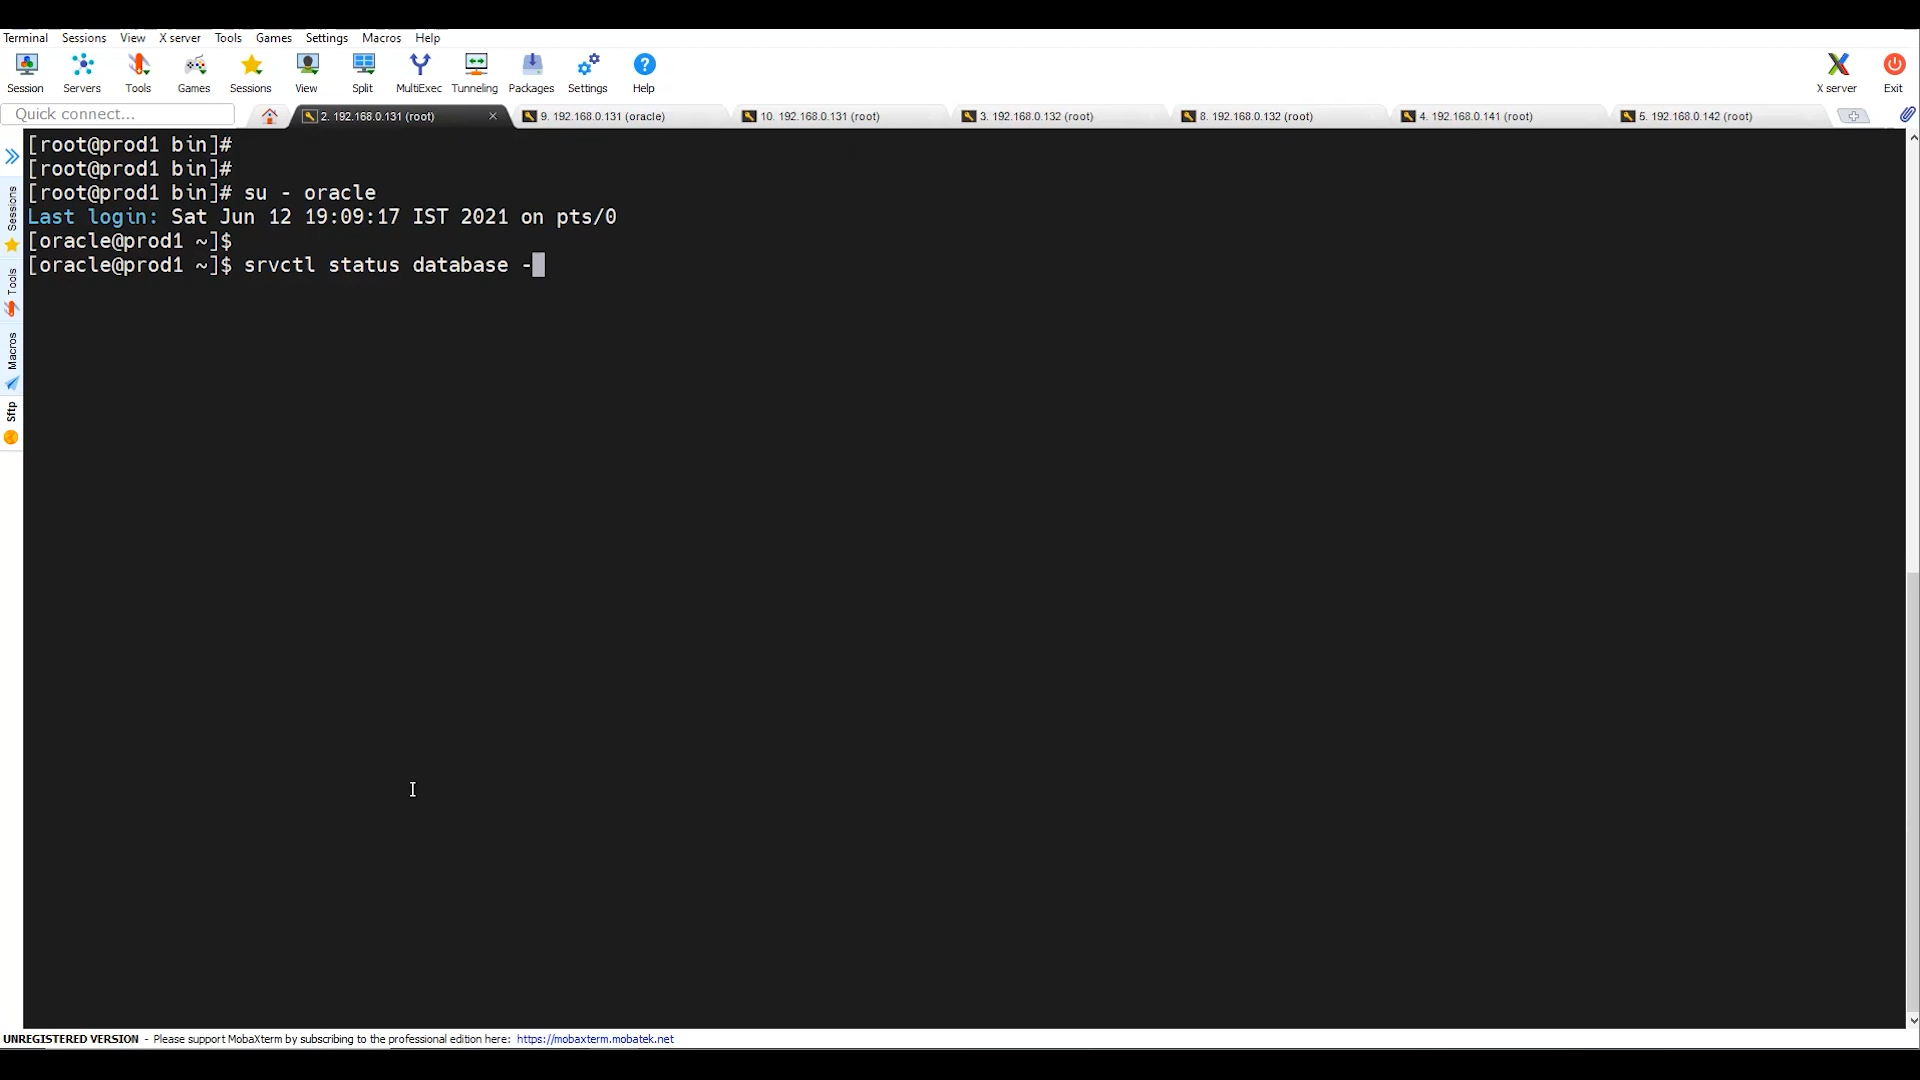 Terminal Sessions View X server Tools Games Settings Macros Help
Session Servers Tools Games Sessions View Split MultiExec Tunneling Packages Settings Help X server Exit
Quick connect... 2. 192.168.0.131 (root) 9. 192.168.0.131 (oracle) 10. 192.168.0.131 (root) 3. 192.168.0.132 (root) 8. 192.168.0.132 (root) 4. 192.168.0.141 (root) 5. 192.168.0.142 (root)
[root@prod1 bin]#
[root@prod1 bin]#
[root@prod1 bin]# su - oracle
Last login: Sat Jun 12 19:09:17 IST 2021 on pts/0
[oracle@prod1 ~]$
[oracle@prod1 ~]$ srvctl status database -
Sessions
Tools
Macros
Sftp
UNREGISTERED VERSION - Please support MobaXterm by subscribing to the professional edition here: https://mobaxterm.mobatek.net